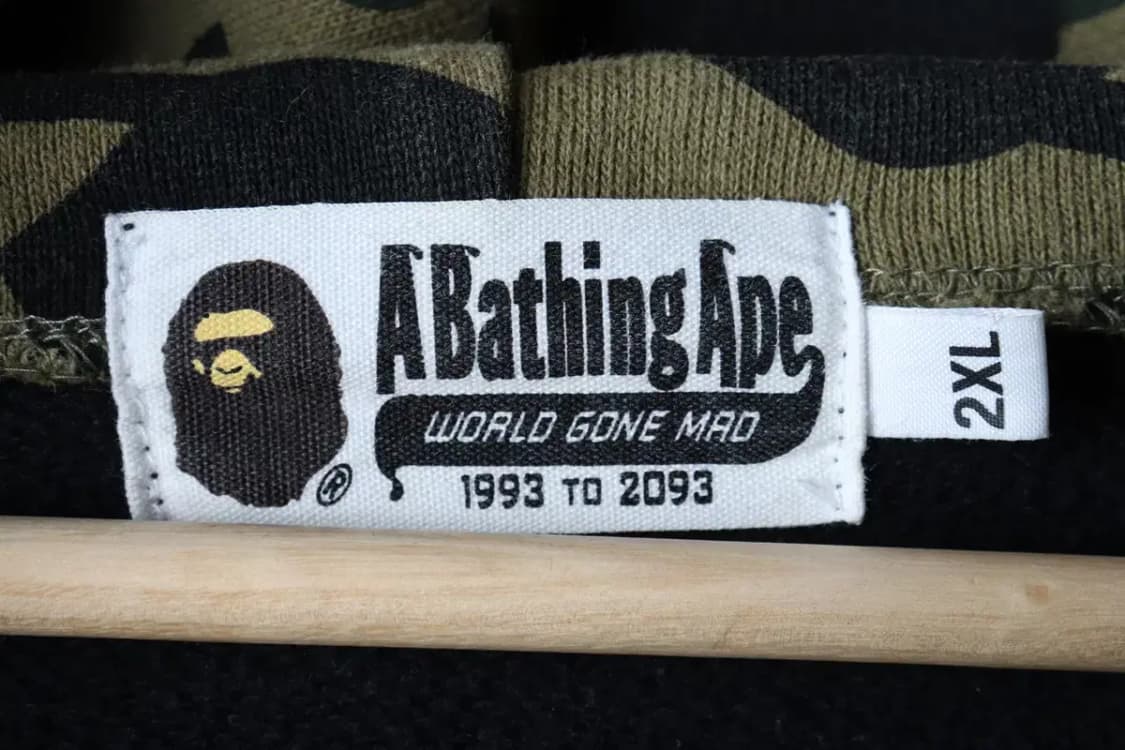 A Bathing Ape
WORLD GONE MAD
1993 TO 2093
®
2XL